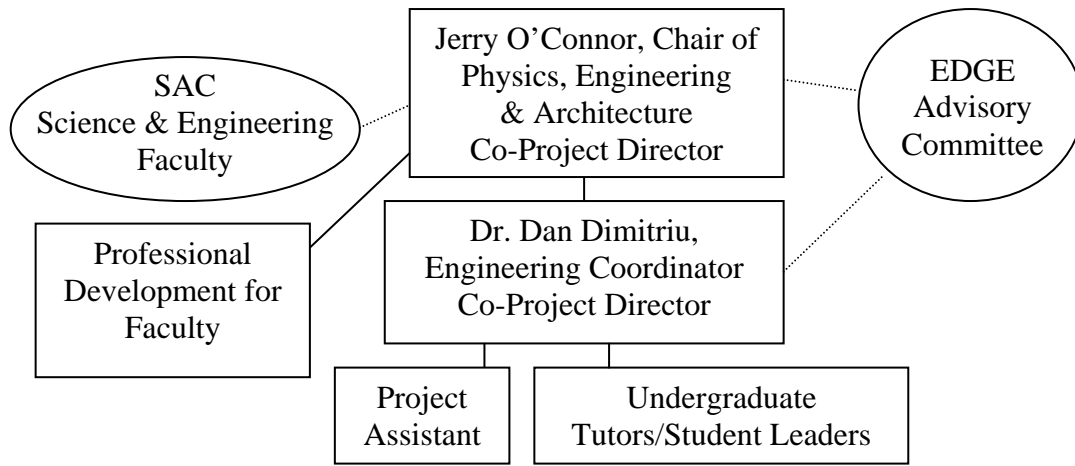 Jerry O’Connor, Chair of
Physics, Engineering
& Architecture
Co-Project Director
SAC
Science & Engineering
Faculty
EDGE
Advisory
Committee
Professional
Development for
Faculty
Dr. Dan Dimitriu,
Engineering Coordinator
Co-Project Director
Project
Assistant
Undergraduate
Tutors/Student Leaders